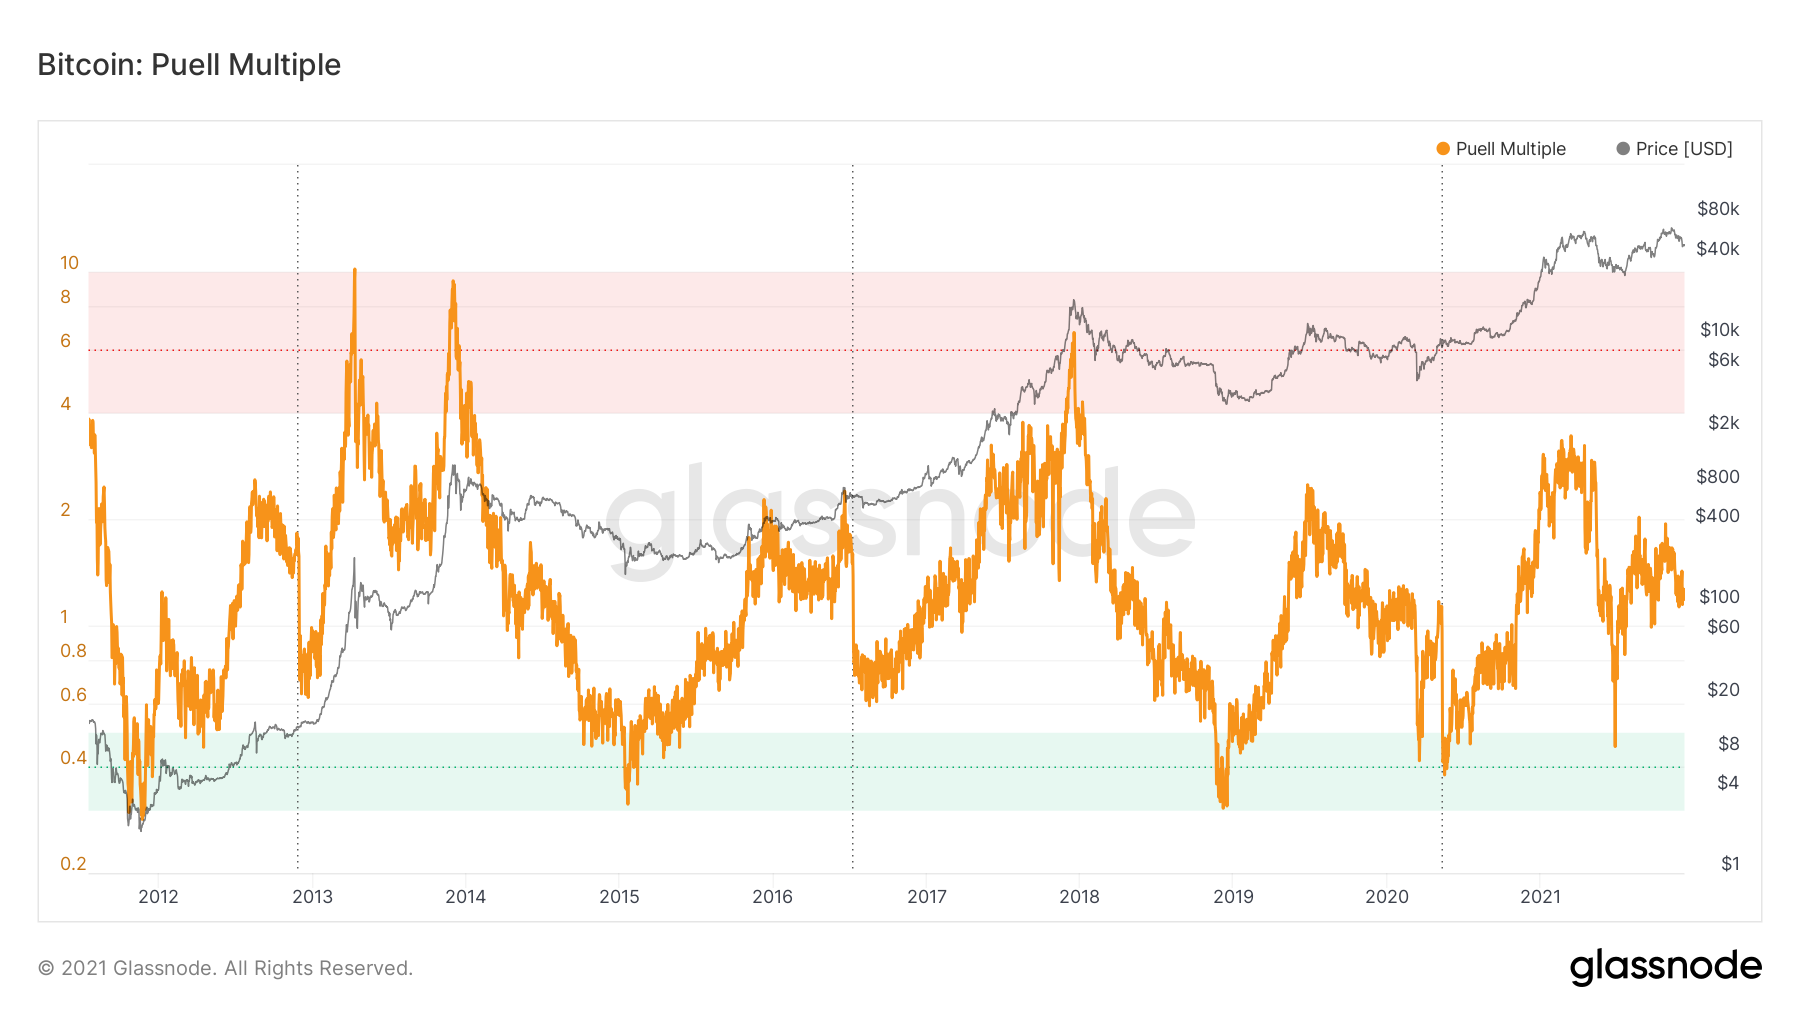 Bitcoin: Puell Multiple
Puell Multiple
Price [USD]
10
8
6
4
2
1
0.8
0.6
0.4
0.2
$80k
$40k
$10k
$6k
$2k
$800
$400
$100
$60
$20
$8
$4
$1
glassnode
2012 2013 2014 2015 2016 2017 2018 2019 2020 2021
© 2021 Glassnode. All Rights Reserved.
glassnode